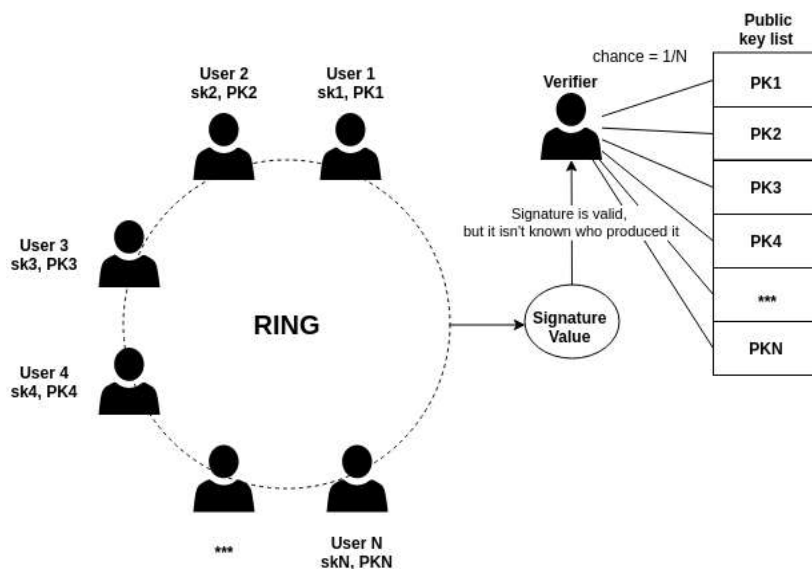 Public
key list
chance = 1/N
Verifier
PK1
PK2
PK3
PK4
***
PKN
User 2
sk2, PK2
User 1
sk1, PK1
User 3
sk3, PK3
User 4
sk4, PK4
***
User N
skN, PKN
RING
Signature
Value
Signature is valid,
but it isn't known who produced it